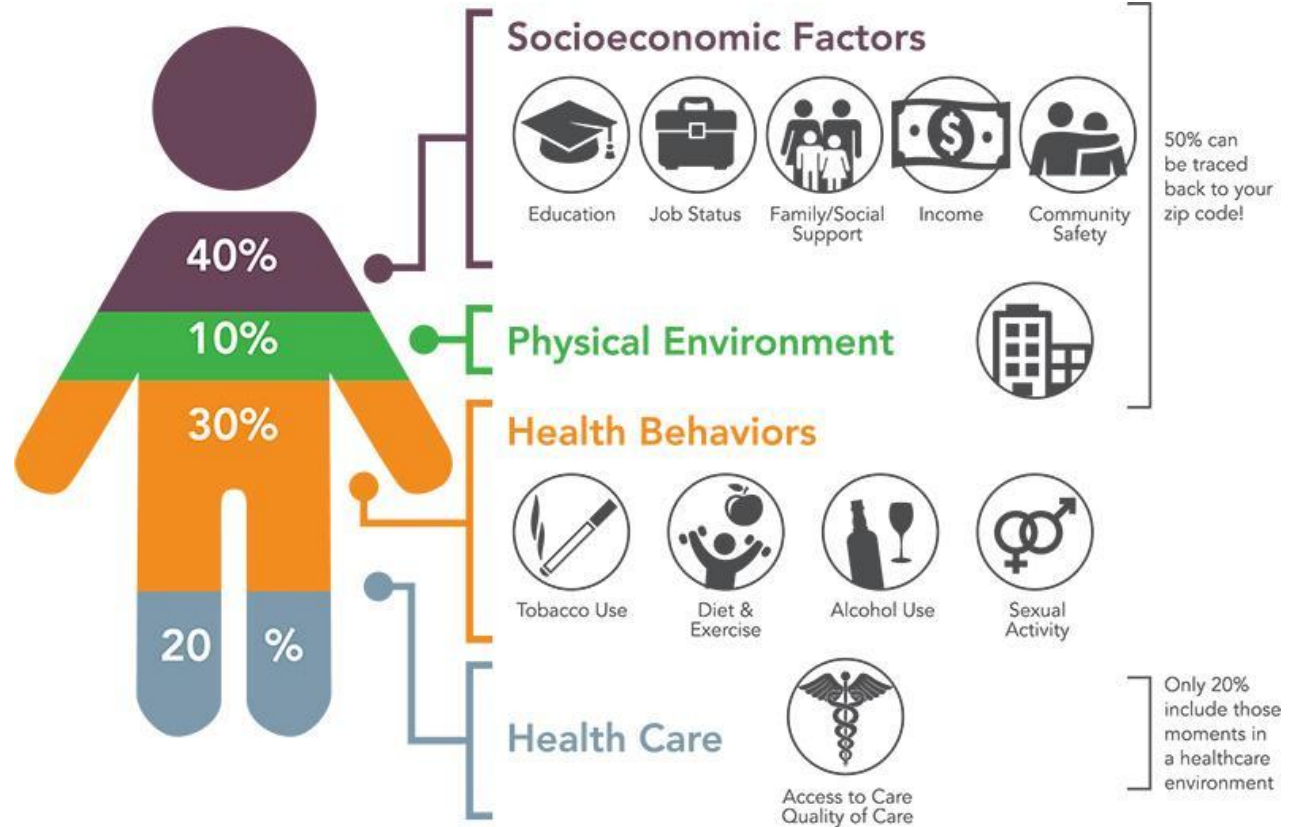 Socioeconomic Factors
Education
Job Status
Family/Social
Support
Income
Community
Safety
50% can
be traced
back to your
zip code!
40%
10%
Physical Environment
30%
Health Behaviors
Tobacco Use
Diet &
Exercise
Alcohol Use
Sexual
Activity
20 %
Health Care
Access to Care
Quality of Care
Only 20%
include those
moments in
a healthcare
environment